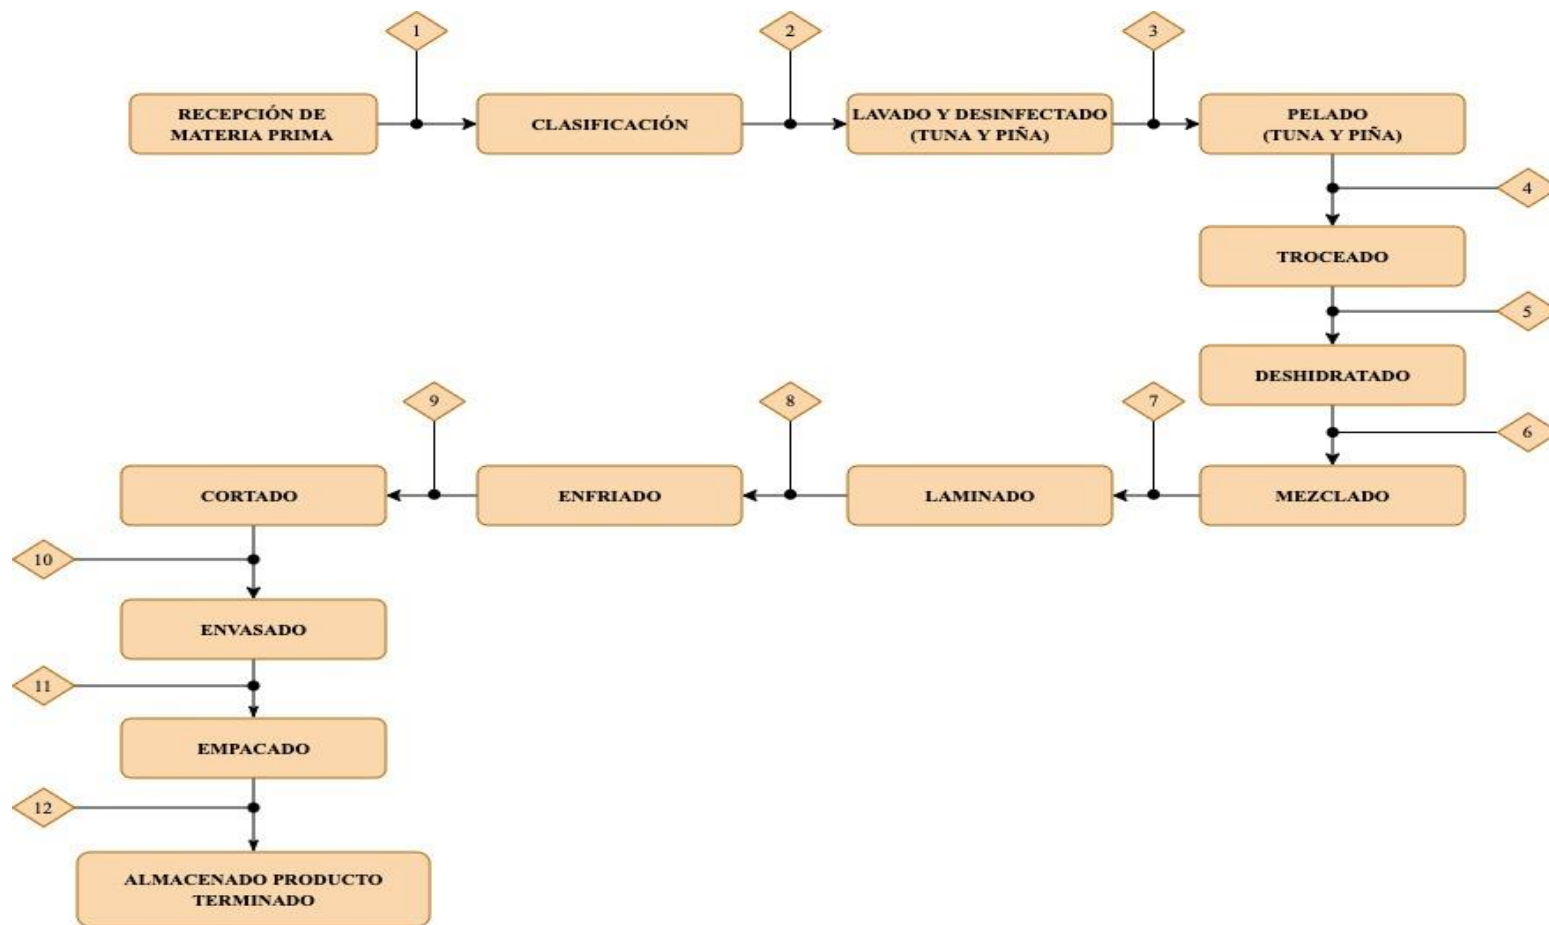 1
2
3
RECEPCIÓN DE
MATERIA PRIMA
CLASIFICACIÓN
LAVADO Y DESINFECTADO
(TUNA Y PIÑA)
PELADO
(TUNA Y PIÑA)
4
TROCEADO
5
DESHIDRATADO
6
MEZCLADO
7
LAMINADO
8
ENFRIADO
9
CORTADO
10
ENVASADO
11
EMPACADO
12
ALMACENADO PRODUCTO
TERMINADO